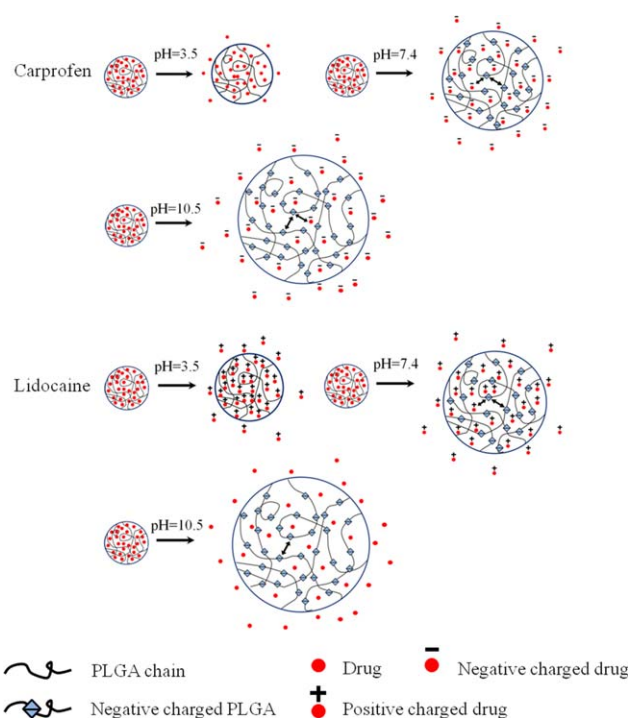 pH=3.5
pH=7.4
Carprofen
pH=10.5
pH=3.5
pH=7.4
Lidocaine
pH=10.5
PLGA chain
Drug
Negative charged drug
Negative charged PLGA
Positive charged drug